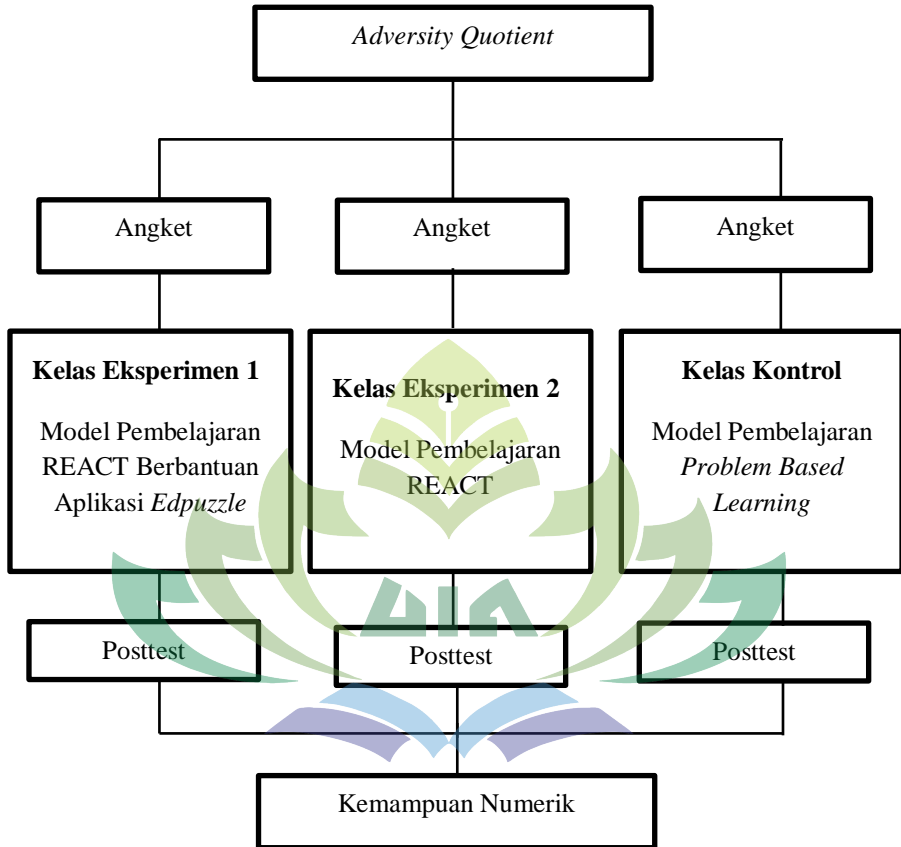 Adversity Quotient
Angket
Angket
Angket
Kelas Eksperimen 1
Model Pembelajaran
REACT Berbantuan
Aplikasi Edpuzzle
Kelas Eksperimen 2
Model Pembelajaran
REACT
Kelas Kontrol
Model Pembelajaran
Problem Based
Learning
UIN
Posttest
Posttest
Posttest
Kemampuan Numerik